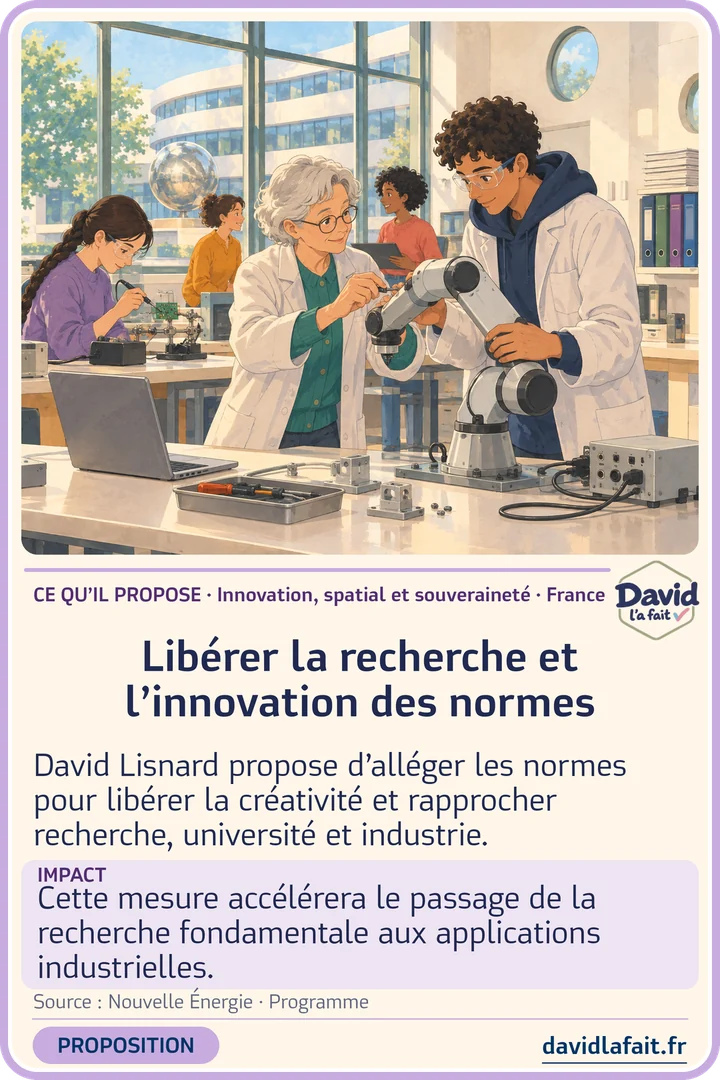 CE QU’IL PROPOSE · Innovation, spatial et souveraineté · France
David
l’a fait
Libérer la recherche et
l’innovation des normes
David Lisnard propose d’alléger les normes
pour libérer la créativité et rapprocher
recherche, université et industrie.
IMPACT
Cette mesure accélérera le passage de la
recherche fondamentale aux applications
industrielles.
Source : Nouvelle Énergie · Programme
PROPOSITION
davidlafait.fr